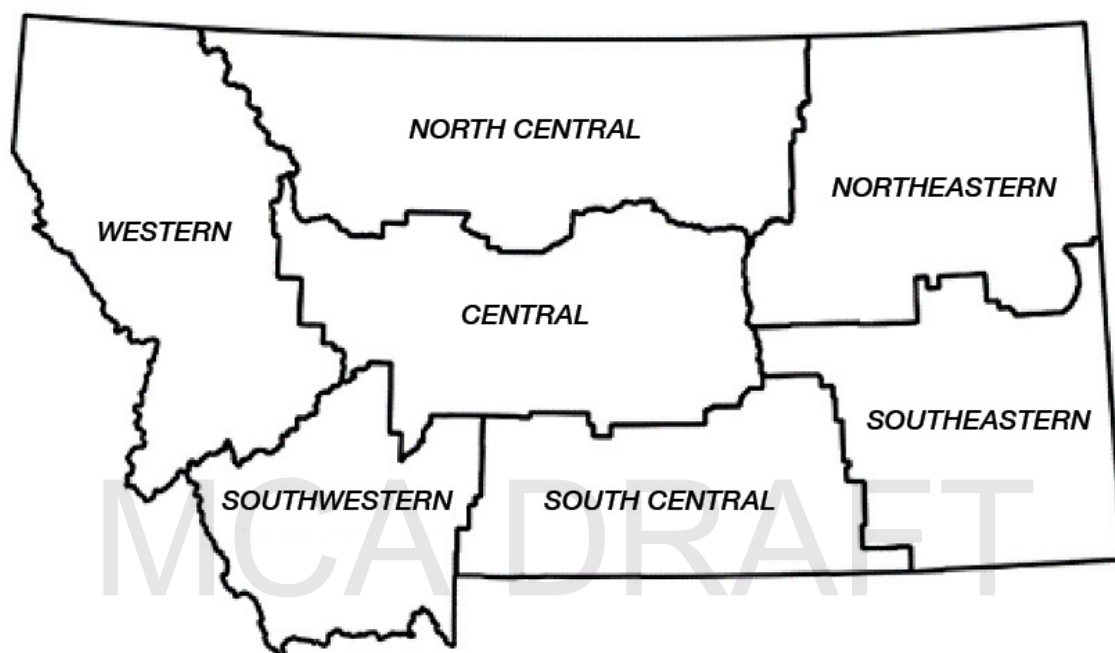 NORTH CENTRAL
NORTHEASTERN
WESTERN
CENTRAL
SOUTHEASTERN
SOUTHWESTERN
SOUTH CENTRAL
MCA DRAFT